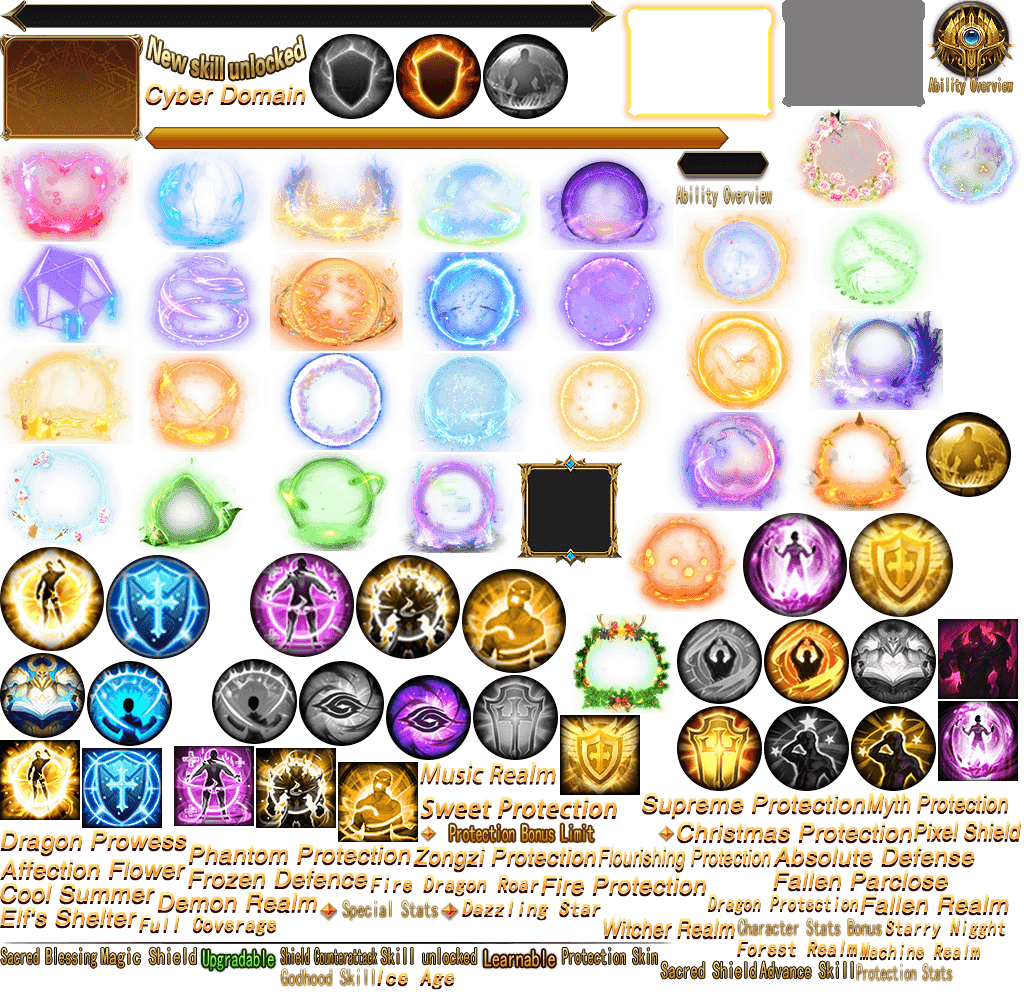 New skill unlocked
Cyber Domain
Ability Overview
Ability Overview
Music Realm
Sweet Protection
Supreme Protection
Myth Protection
Protection Bonus Limit
Christmas Protection
Pixel Shield
Dragon Prowess
Phantom Protection
Zongzi Protection
Flourishing Protection
Absolute Defense
Affection Flower
Frozen Defence
Fire Dragon Roar
Fire Protection
Fallen Parclose
Cool Summer
Demon Realm
Special Stats
Dazzling Star
Dragon Protection
Fallen Realm
Elf's Shelter
Full Coverage
Witcher Realm
Character Stats Bonus
Starry Nigght
Forest Realm
Machine Realm
Sacred Blessing
Magic Shield
Upgradable
Shield Counterattack
Skill unlocked
Learnable
Protection Skin
Sacred Shield
Advance Skill
Protection Stats
Godhood Skill
Ice Age